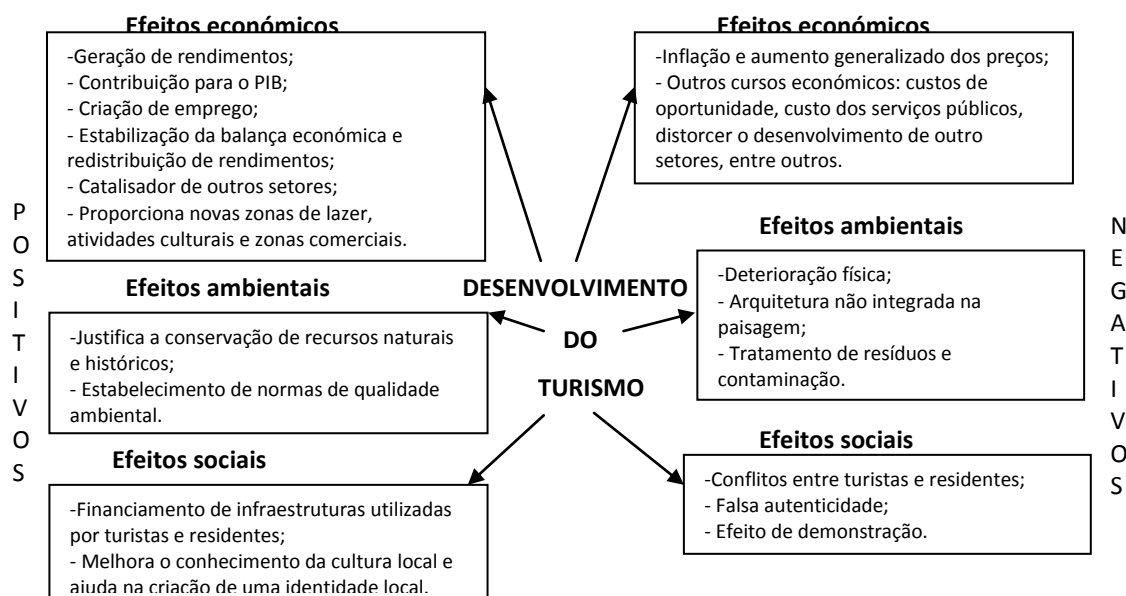 Efeitos económicos
-Geração de rendimentos;
- Contribuição para o PIB;
- Criação de emprego;
- Estabilização da balança económica e
redistribuição de rendimentos;
- Catalisador de outros setores;
- Proporciona novas zonas de lazer,
atividades culturais e zonas comerciais.
Efeitos económicos
-Inflação e aumento generalizado dos preços;
- Outros cursos económicos: custos de
oportunidade, custo dos serviços públicos,
distorcer o desenvolvimento de outro
setores, entre outros.
POSITIVOS
NEGATIVOS
DESENVOLVIMENTO
DO
TURISMO
Efeitos ambientais
-Justifica a conservação de recursos naturais
e históricos;
- Estabelecimento de normas de qualidade
ambiental.
Efeitos ambientais
-Deterioração física;
- Arquitetura não integrada na
paisagem;
- Tratamento de resíduos e
contaminação.
Efeitos sociais
-Financiamento de infraestruturas utilizadas
por turistas e residentes;
- Melhora o conhecimento da cultura local e
ajuda na criação de uma identidade local.
Efeitos sociais
-Conflitos entre turistas e residentes;
- Falsa autenticidade;
- Efeito de demonstração.